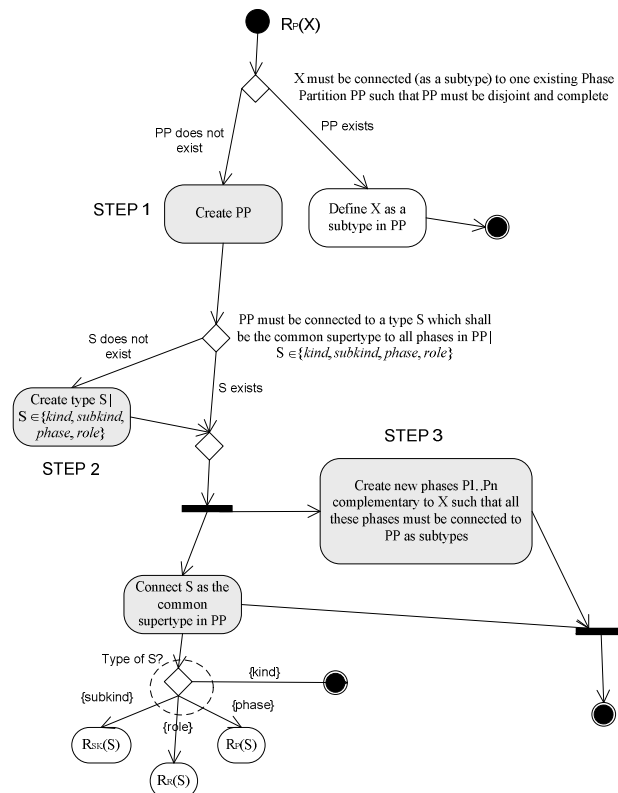 RP(X)
X must be connected (as a subtype) to one existing Phase
Partition PP such that PP must be disjoint and complete
PP does not
exist
PP exists
STEP 1
Create PP
Define X as a
subtype in PP
PP must be connected to a type S which shall
be the common supertype to all phases in PP|
S ∈{kind, subkind, phase, role}
S does not
exist
S exists
Create type S|
S ∈{kind, subkind,
phase, role}
STEP 2
STEP 3
Create new phases P1..Pn
complementary to X such that all
these phases must be connected to
PP as subtypes
Connect S as the
common
supertype in PP
Type of S?
{kind}
{subkind}
{phase}
{role}
RSK(S)
RP(S)
RR(S)